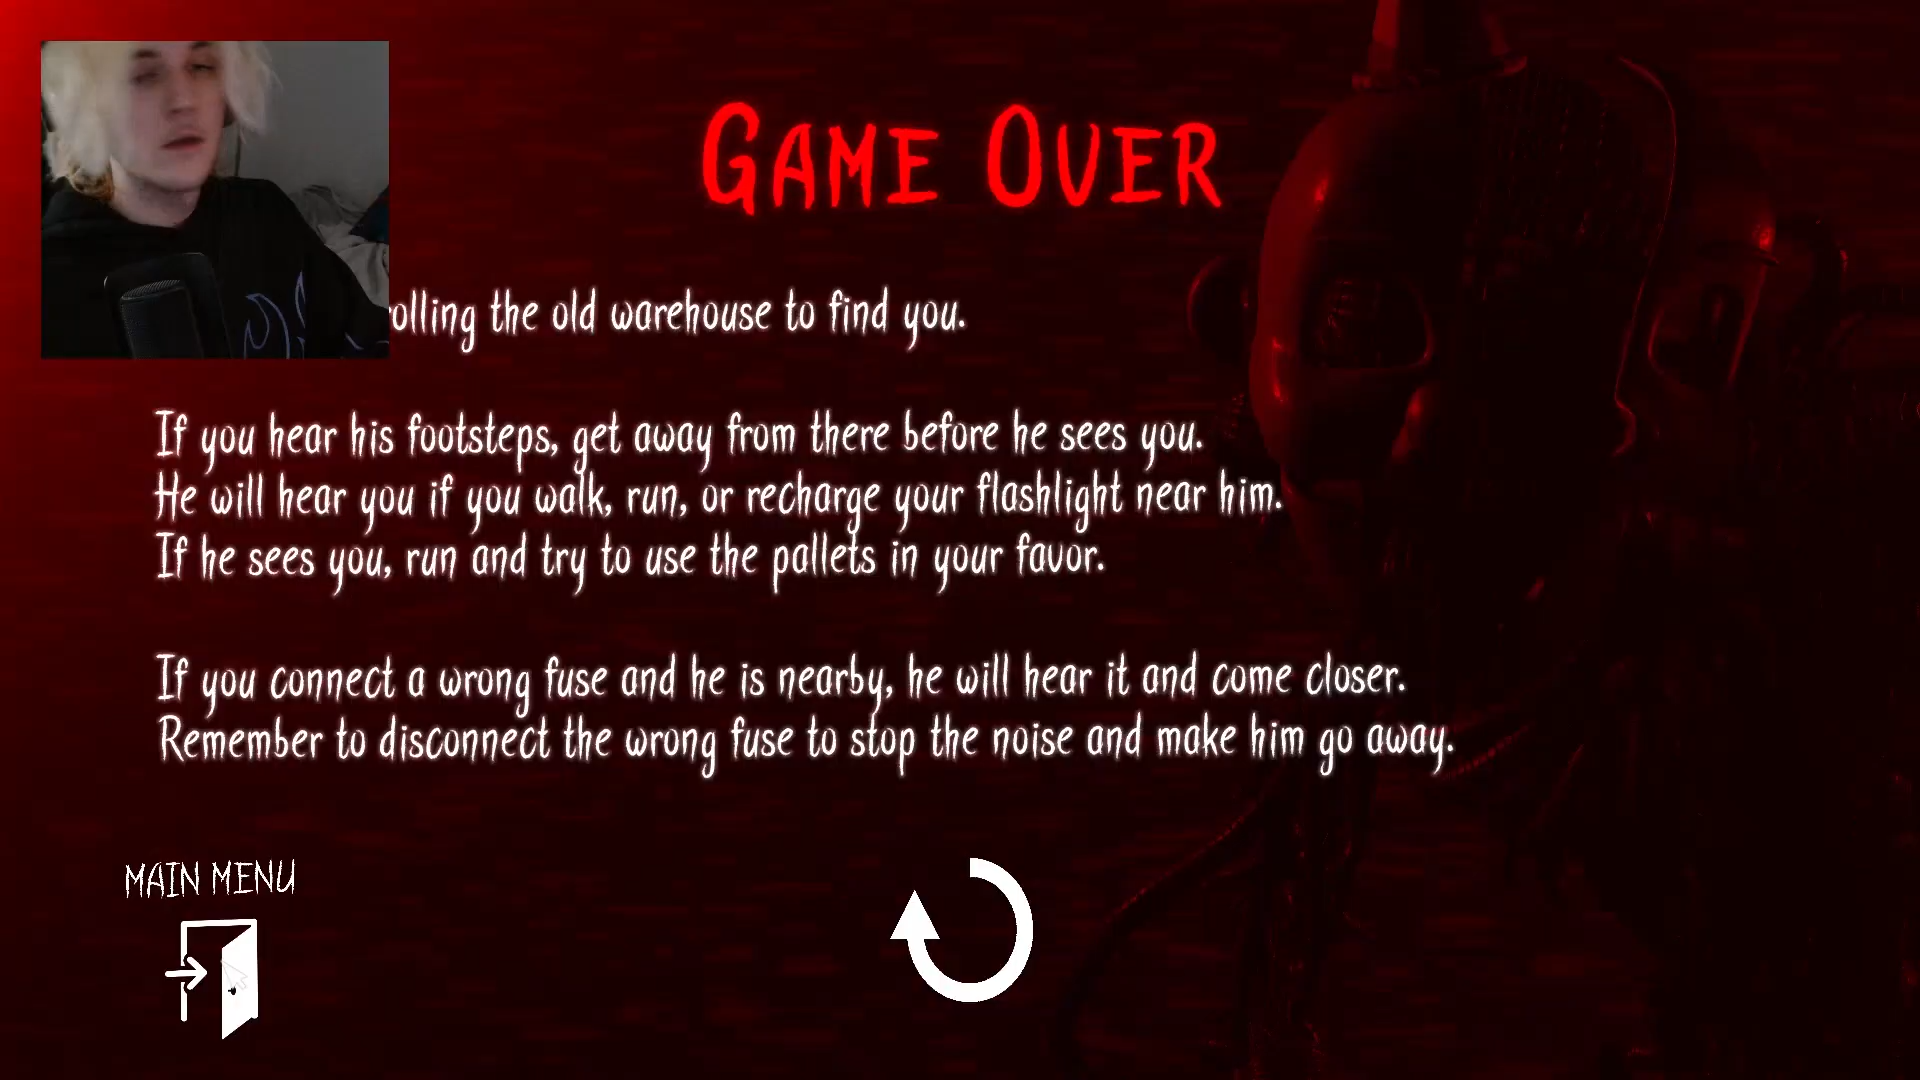 GAME OVER
the old warehouse to find you.
If you hear his footsteps, get away from there before he sees you.
He will hear you if you walk, run, or recharge your flashlight near him.
If he sees you, run and try to use the pallets in your favor.
If you connect a wrong fuse and he is nearby, he will hear it and come closer.
Remember to disconnect the wrong fuse to stop the noise and make him go away.
MAIN MENU